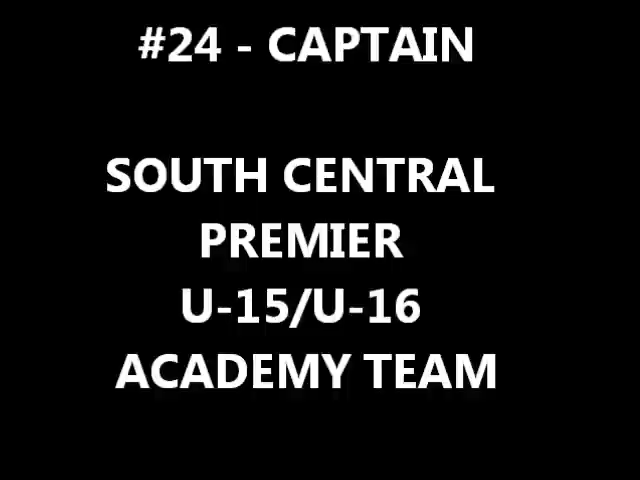 #24 - CAPTAIN
SOUTH CENTRAL
PREMIER
U-15/U-16
ACADEMY TEAM